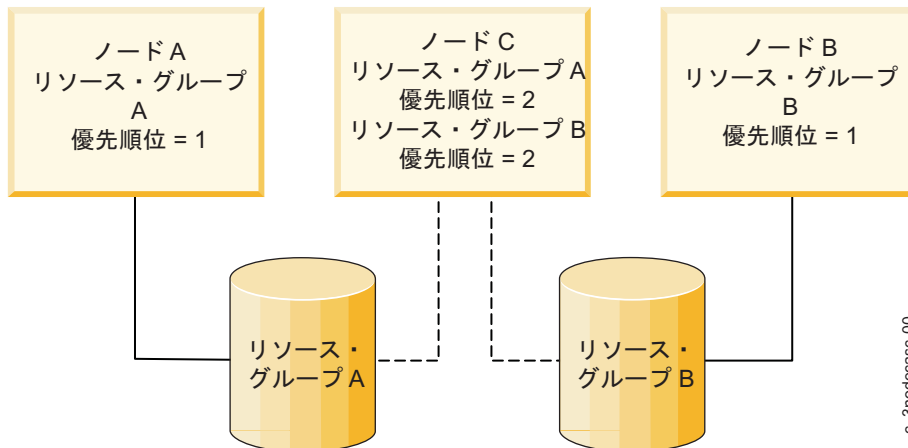 ノード A
リソース・グループ
A
優先順位 = 1
ノード C
リソース・グループ A
優先順位 = 2
リソース・グループ B
優先順位 = 2
ノード B
リソース・グループ
B
優先順位 = 1
リソース・
グループ A
リソース・
グループ B